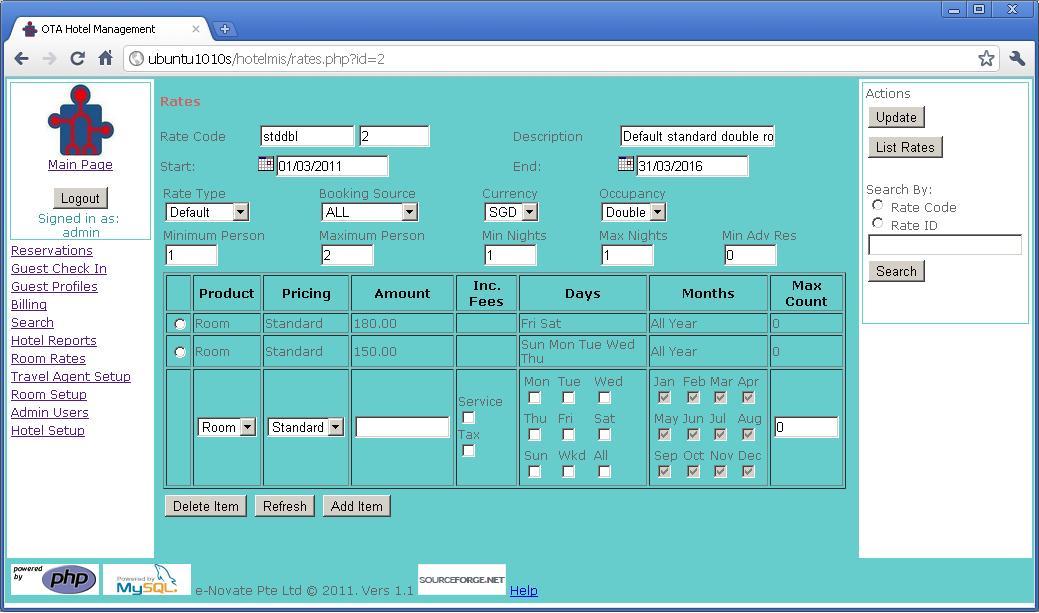 OTA Hotel Management
ubuntu1010s/hotelmis/rates.php?id=2
Main Page
Logout
Signed in as:
admin
Reservations
Guest Check In
Guest Profiles
Billing
Search
Hotel Reports
Room Rates
Travel Agent Setup
Room Setup
Admin Users
Hotel Setup
Rates
Rate Code stddbl 2 Description Default standard double ro
Start: 01/03/2011 End: 31/03/2016
Rate Type Booking Source Currency Occupancy
Default ALL SGD Double
Minimum Person Maximum Person Min Nights Max Nights Min Adv Res
1 2 1 1 0
Product Pricing Amount Inc. Fees Days Months Max Count
Room Standard 180.00 Fri Sat All Year 0
Room Standard 150.00 Sun Mon Tue Wed Thu All Year 0
Mon Tue Wed Jan Feb Mar Apr
Service
Thu Fri Sat May Jun Jul Aug
Room Standard 0
Tax
Sun Wkd All Sep Oct Nov Dec
Delete Item Refresh Add Item
Actions
Update
List Rates
Search By:
Rate Code
Rate ID
Search
powered by php
Powered by MySQL.
e-Novate Pte Ltd © 2011. Vers 1.1
SOURCEFORGE.NET
Help